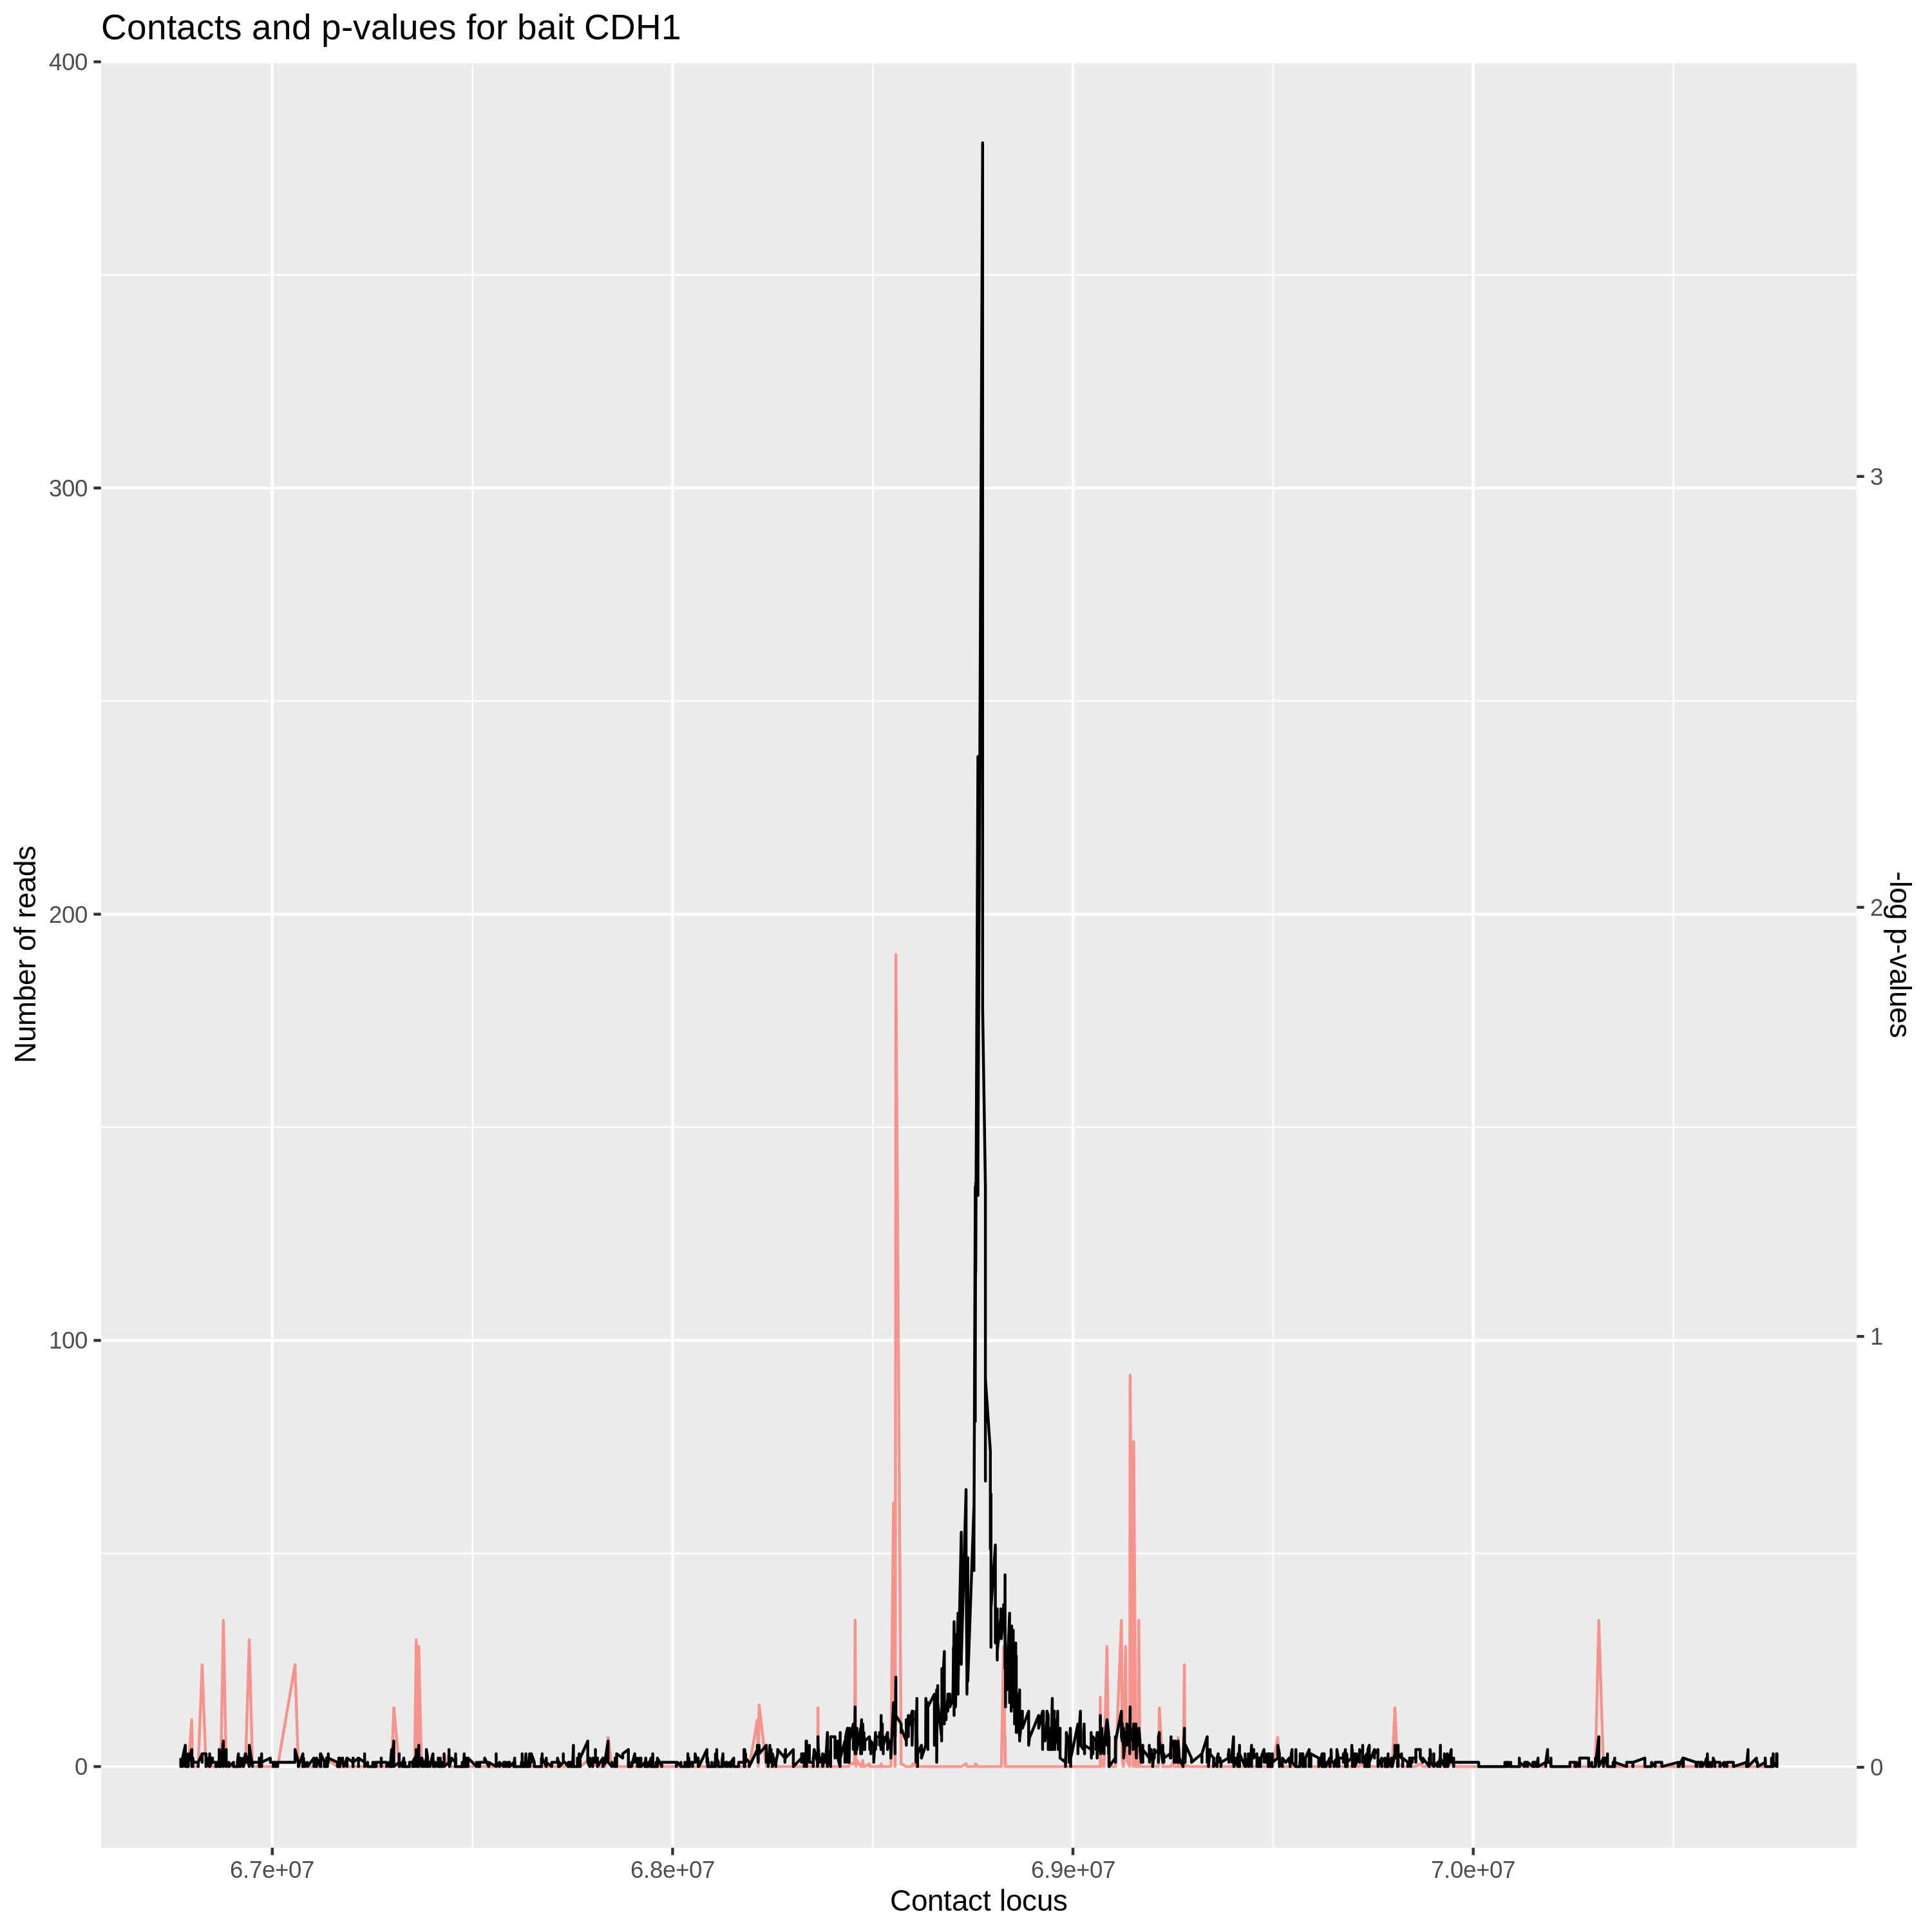 Contacts and p-values for bait CDH1
400
300
200
100
0
Number of reads
3
2
1
0
-log p-values
6.7e+07
6.8e+07
6.9e+07
7.0e+07
Contact locus